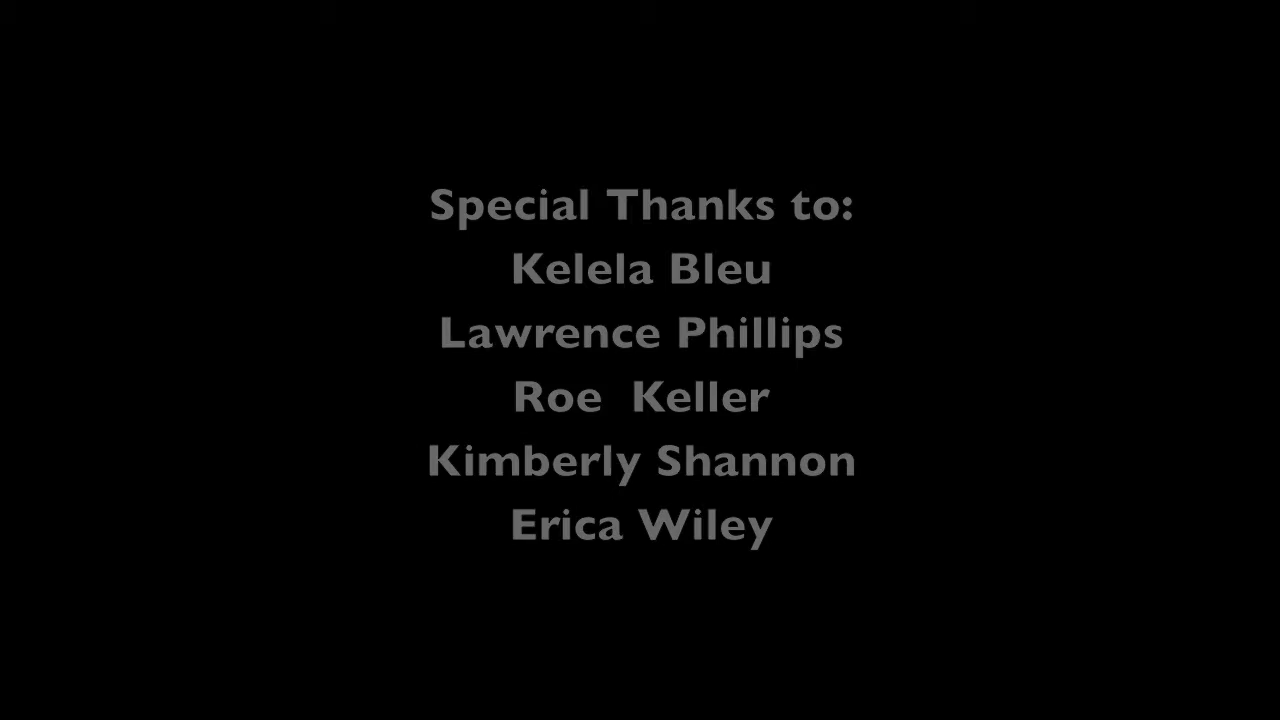 Special Thanks to:
Kelela Bleu
Lawrence Phillips
Roe  Keller
Kimberly Shannon
Erica Wiley